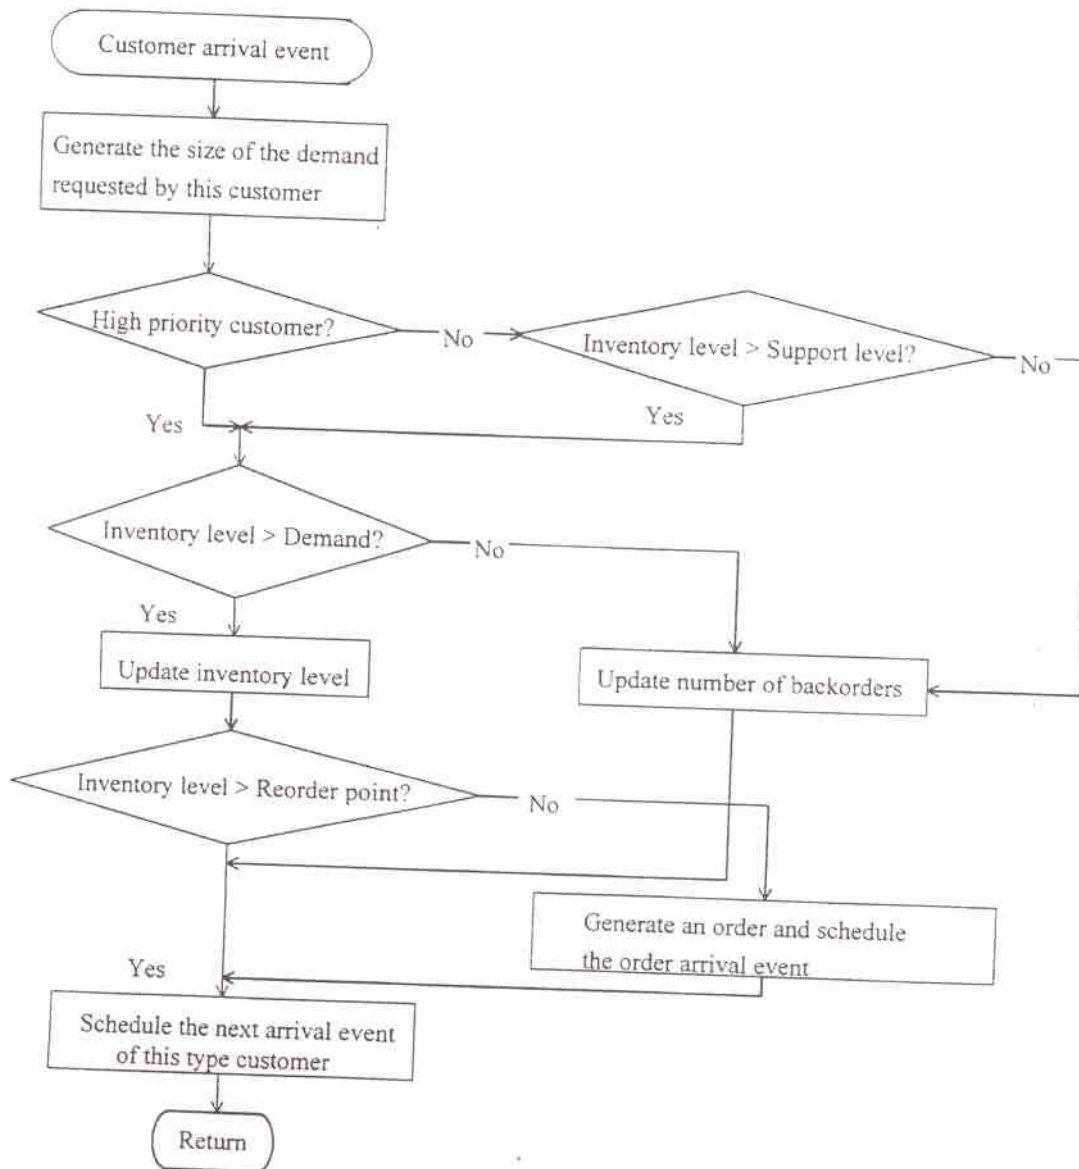 Customer arrival event
Generate the size of the demand
requested by this customer
High priority customer?
No
Inventory level > Support level?
No
Yes
Yes
Inventory level > Demand?
No
Yes
Update inventory level
Update number of backorders
Inventory level > Reorder point?
No
Generate an order and schedule
the order arrival event
Yes
Schedule the next arrival event
of this type customer
Return